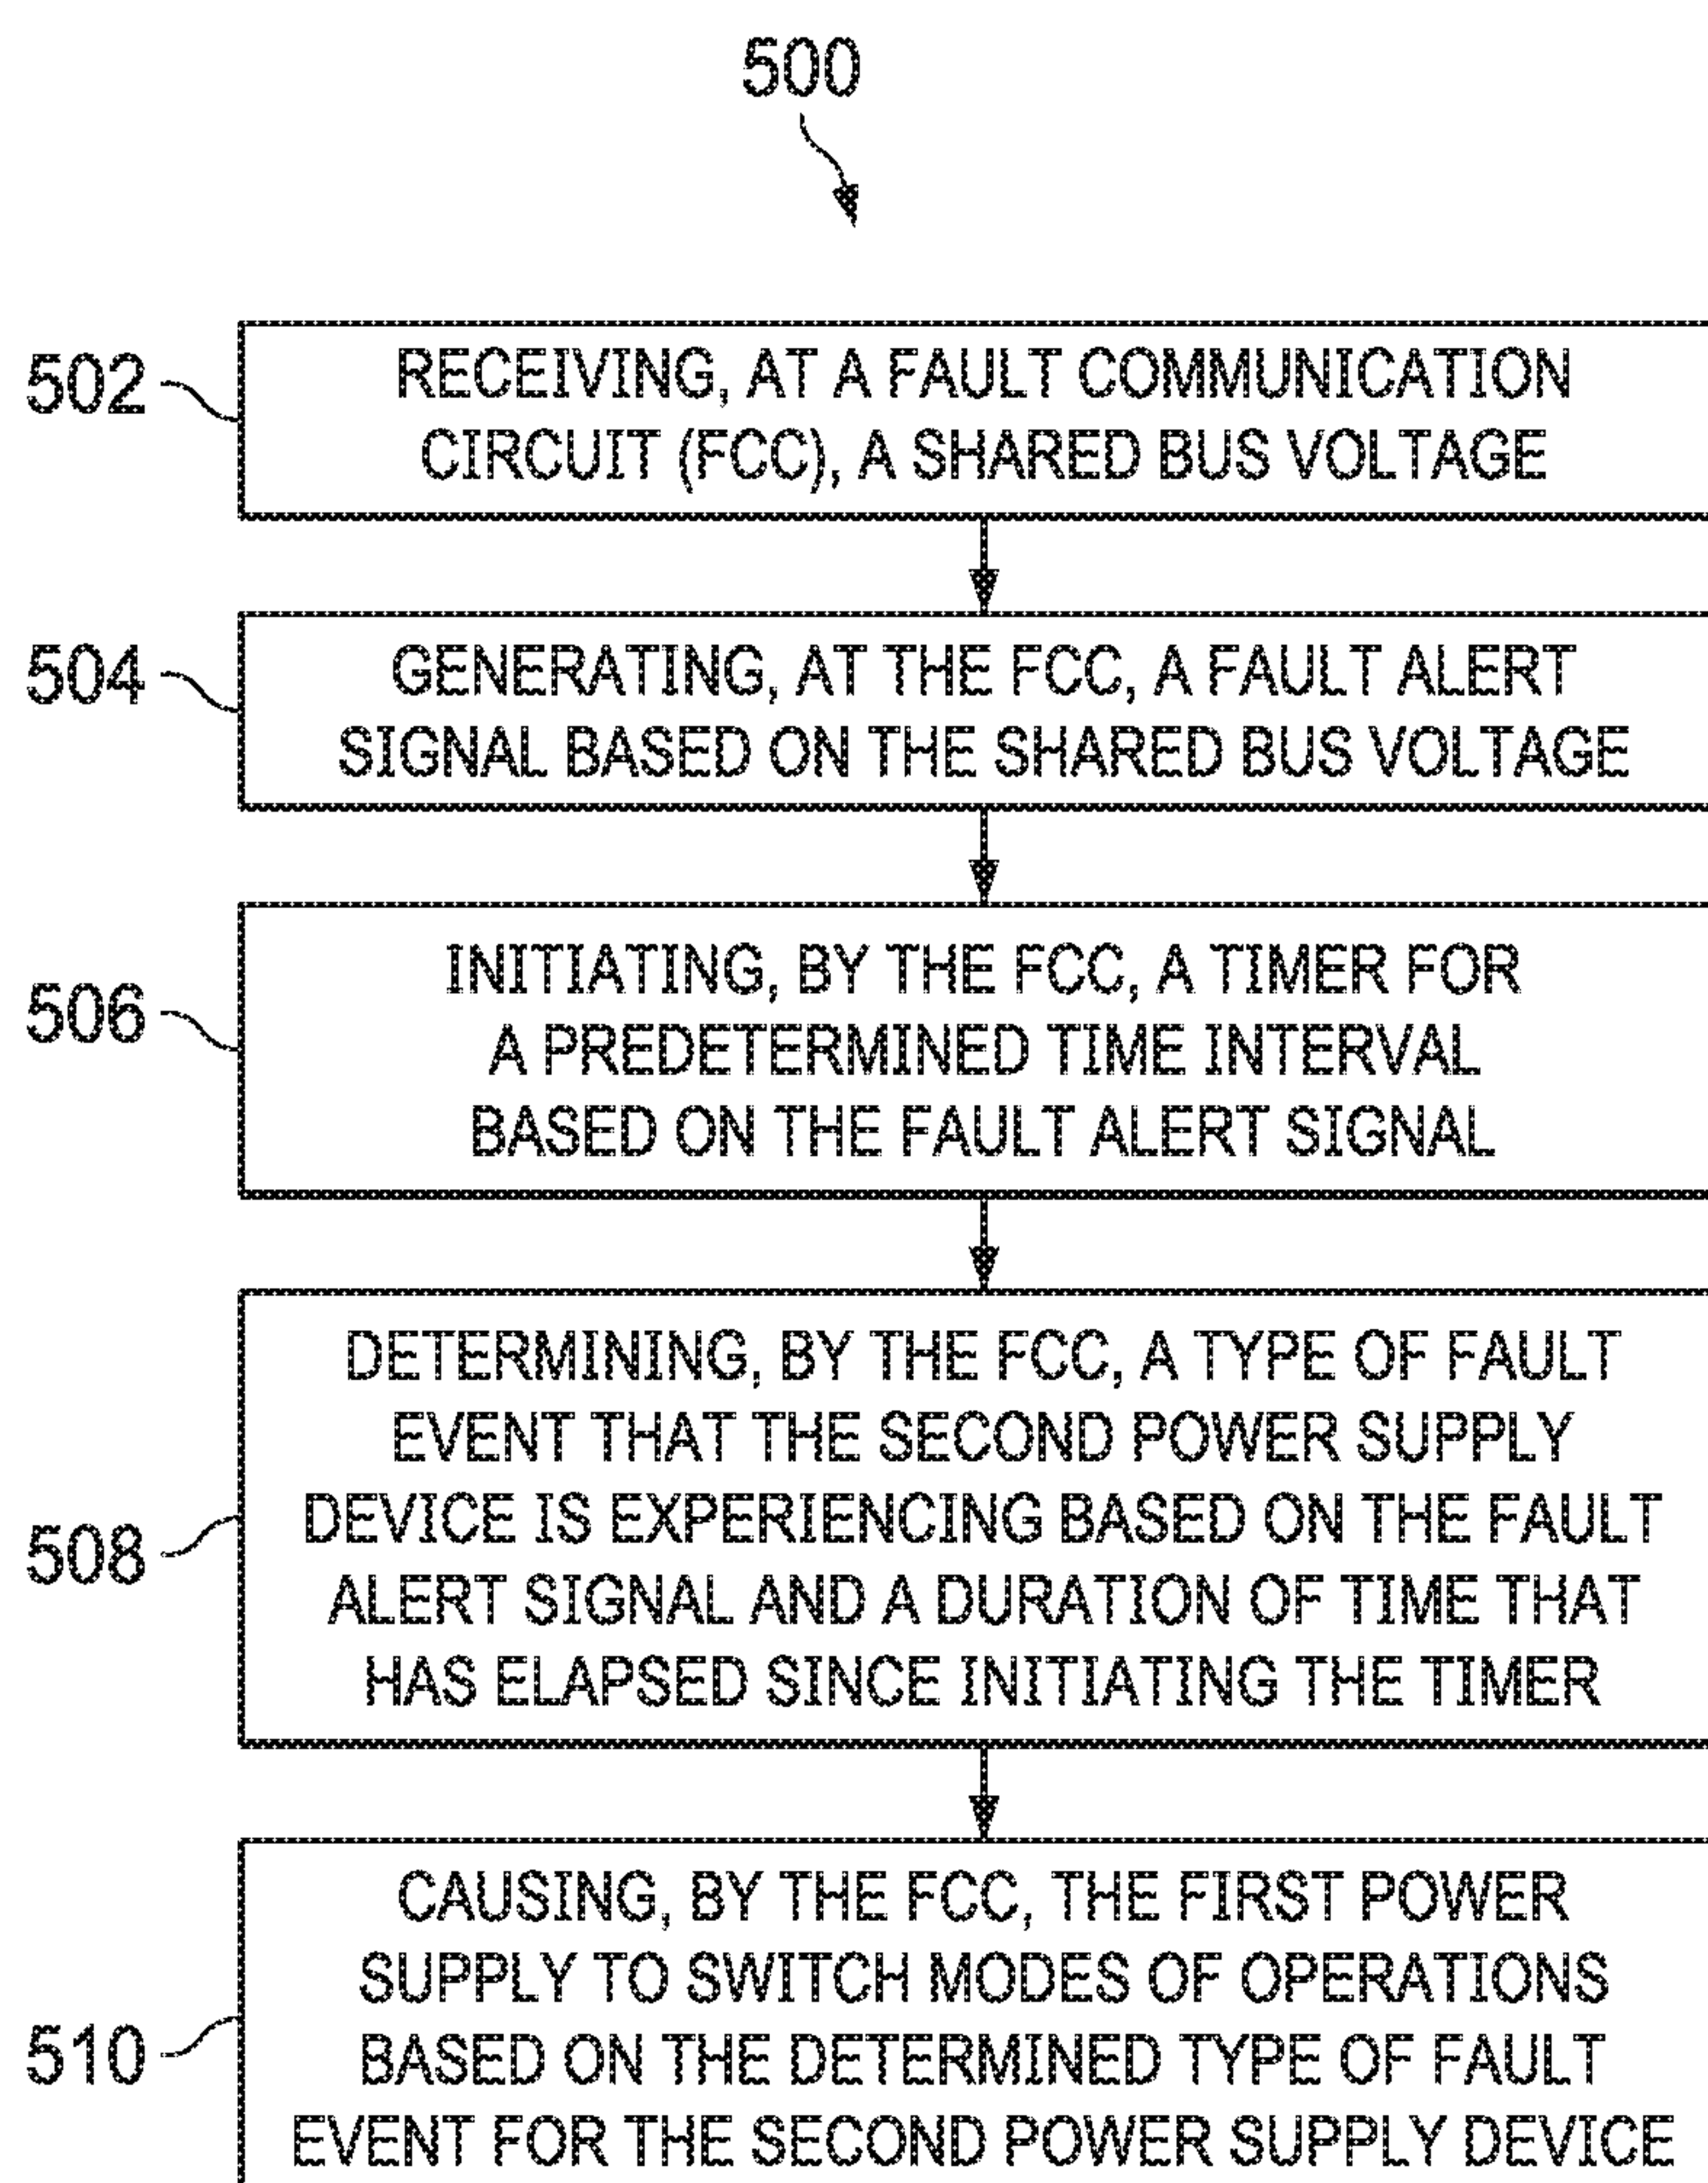 500
502
RECEIVING, AT A FAULT COMMUNICATION
CIRCUIT (FCC), A SHARED BUS VOLTAGE
504
GENERATING, AT THE FCC, A FAULT ALERT
SIGNAL BASED ON THE SHARED BUS VOLTAGE
506
INITIATING, BY THE FCC, A TIMER FOR
A PREDETERMINED TIME INTERVAL
BASED ON THE FAULT ALERT SIGNAL
508
DETERMINING, BY THE FCC, A TYPE OF FAULT
EVENT THAT THE SECOND POWER SUPPLY
DEVICE IS EXPERIENCING BASED ON THE FAULT
ALERT SIGNAL AND A DURATION OF TIME THAT
HAS ELAPSED SINCE INITIATING THE TIMER
510
CAUSING, BY THE FCC, THE FIRST POWER
SUPPLY TO SWITCH MODES OF OPERATIONS
BASED ON THE DETERMINED TYPE OF FAULT
EVENT FOR THE SECOND POWER SUPPLY DEVICE